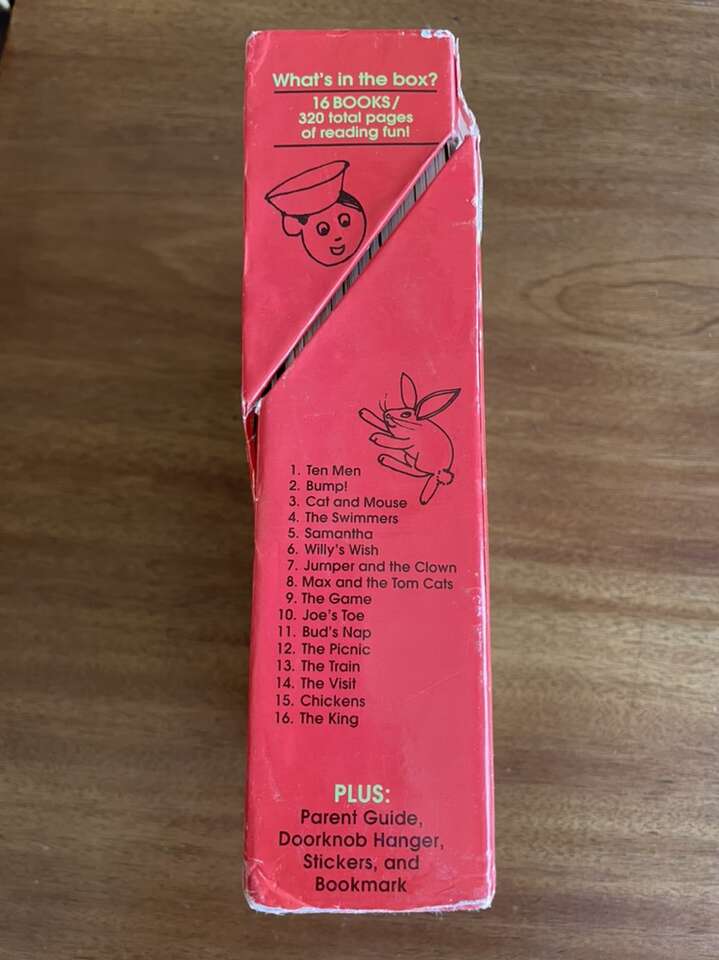 What's in the box?
16 BOOKS/
320 total pages
of reading fun!
1. Ten Men
2. Bump!
3. Cat and Mouse
4. The Swimmers
5. Samantha
6. Willy's Wish
7. Jumper and the Clown
8. Max and the Tom Cats
9. The Game
10. Joe's Toe
11. Bud's Nap
12. The Picnic
13. The Train
14. The Visit
15. Chickens
16. The King
PLUS:
Parent Guide,
Doorknob Hanger,
Stickers, and
Bookmark